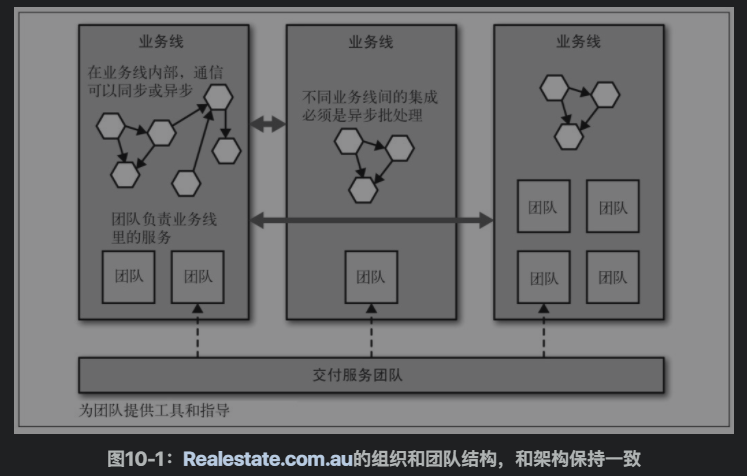 业务线
业务线
业务线
在业务线内部，通信
可以同步或异步
不同业务线间的集成
必须是异步批处理
团队负责业务线
里的服务
团队
团队
团队
团队
团队
团队
团队
交付服务团队
为团队提供工具和指导
图10-1：Realestate.com.au的组织和团队结构，和架构保持一致